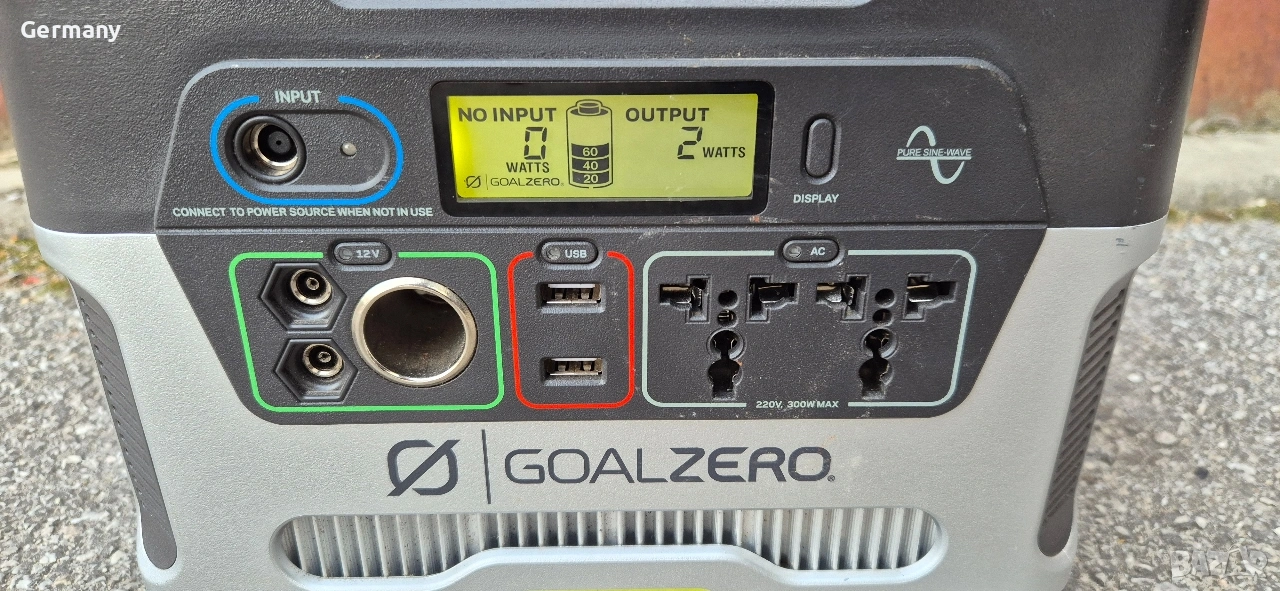 Germany
INPUT
NO INPUT
0
WATTS
GOALZERO
60
40
20
OUTPUT
2 WATTS
DISPLAY
PURE SINE-WAVE
CONNECT TO POWER SOURCE WHEN NOT IN USE
12V
USB
AC
220V, 300W MAX
GOALZERO
BAZAR